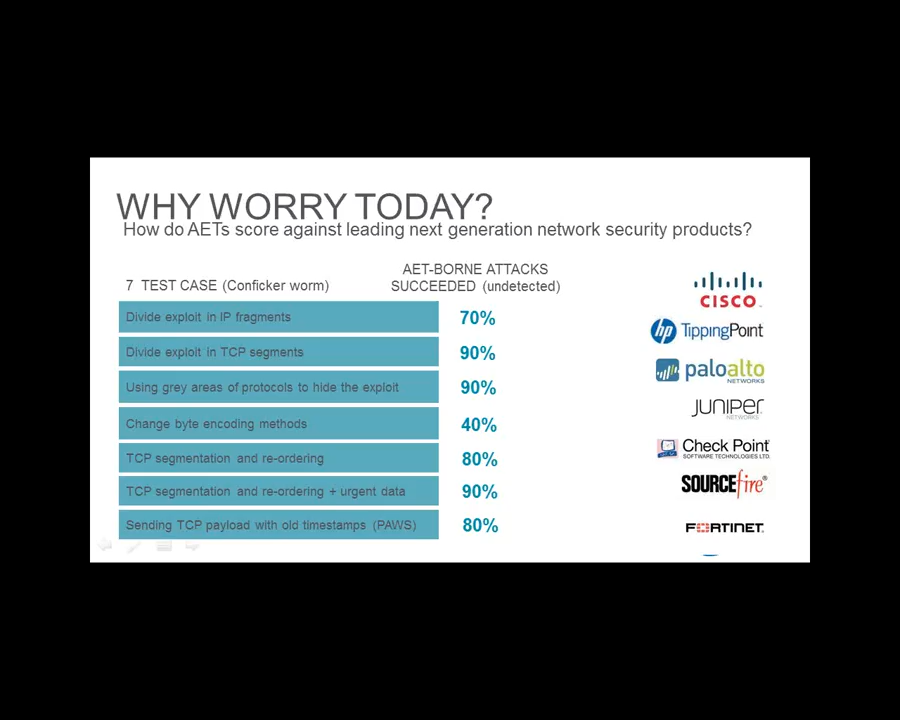 WHY WORRY TODAY?
How do AETs score against leading next generation network security products?
7 TEST CASE (Conficker worm)
AET-BORNE ATTACKS
SUCCEEDED (undetected)
Divide exploit in IP fragments 70%
Divide exploit in TCP segments 90%
Using grey areas of protocols to hide the exploit 90%
Change byte encoding methods 40%
TCP segmentation and re-ordering 80%
TCP segmentation and re-ordering + urgent data 90%
Sending TCP payload with old timestamps (PAWS) 80%
CISCO
hp TippingPoint
paloalto
NETWORKS
JUNIPER
NETWORKS
Check Point
SOFTWARE TECHNOLOGIES LTD.
SOURCEfire®
FORTINET